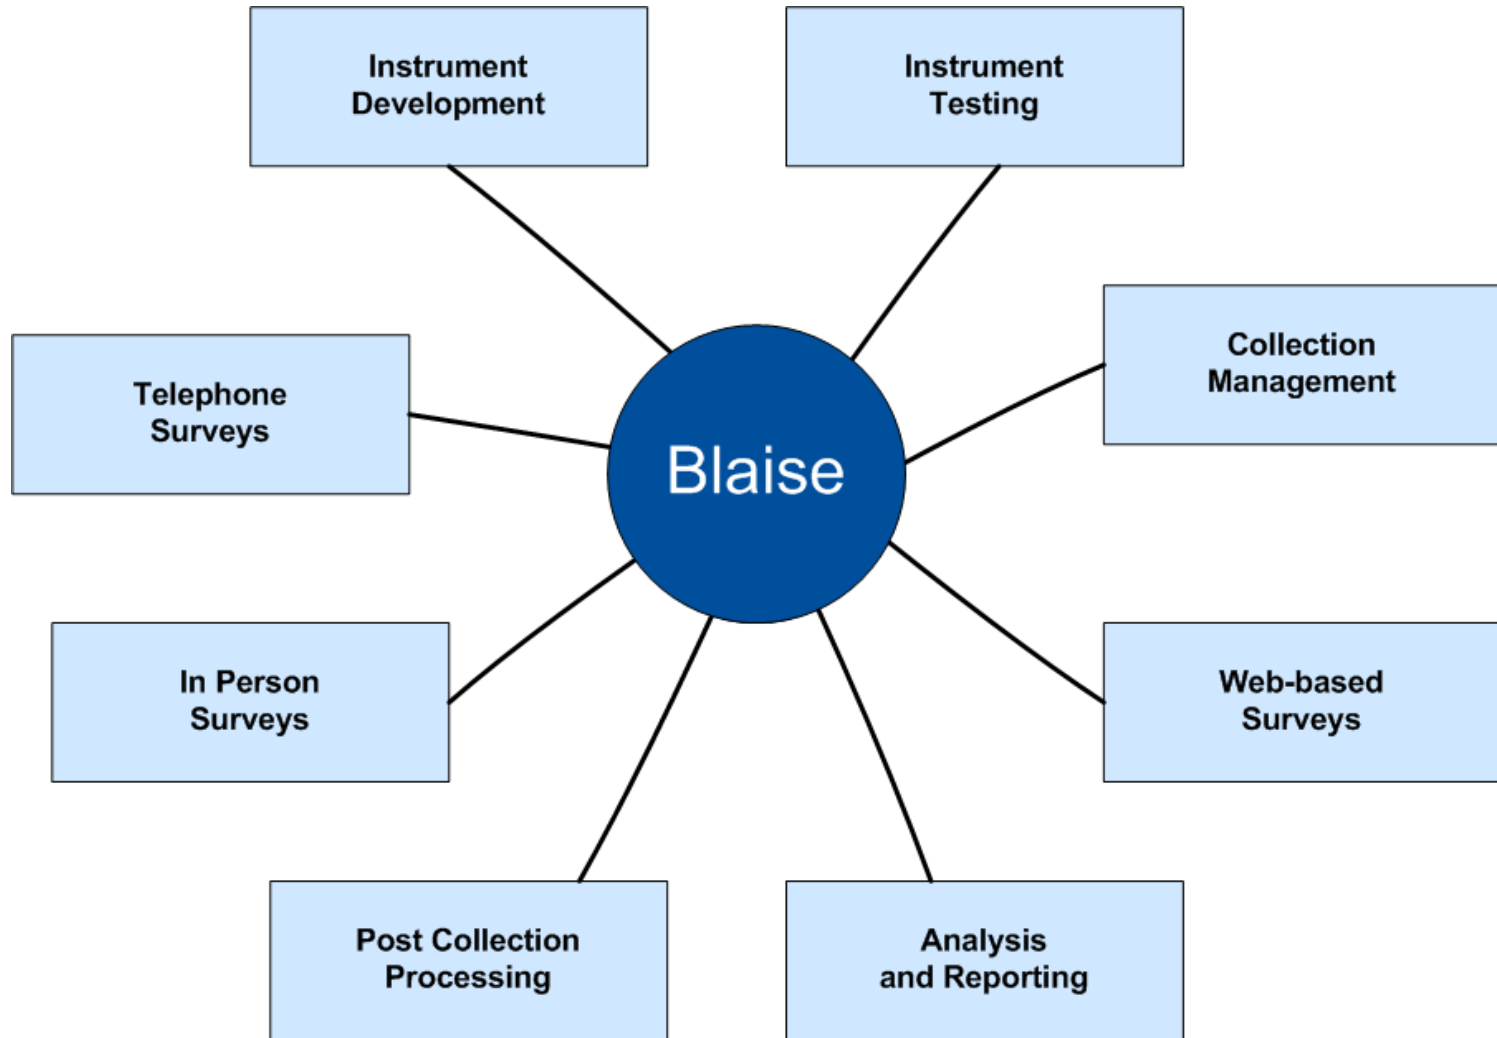 Instrument
Development
Instrument
Testing
Collection
Management
Telephone
Surveys
Blaise
In Person
Surveys
Web-based
Surveys
Post Collection
Processing
Analysis
and Reporting